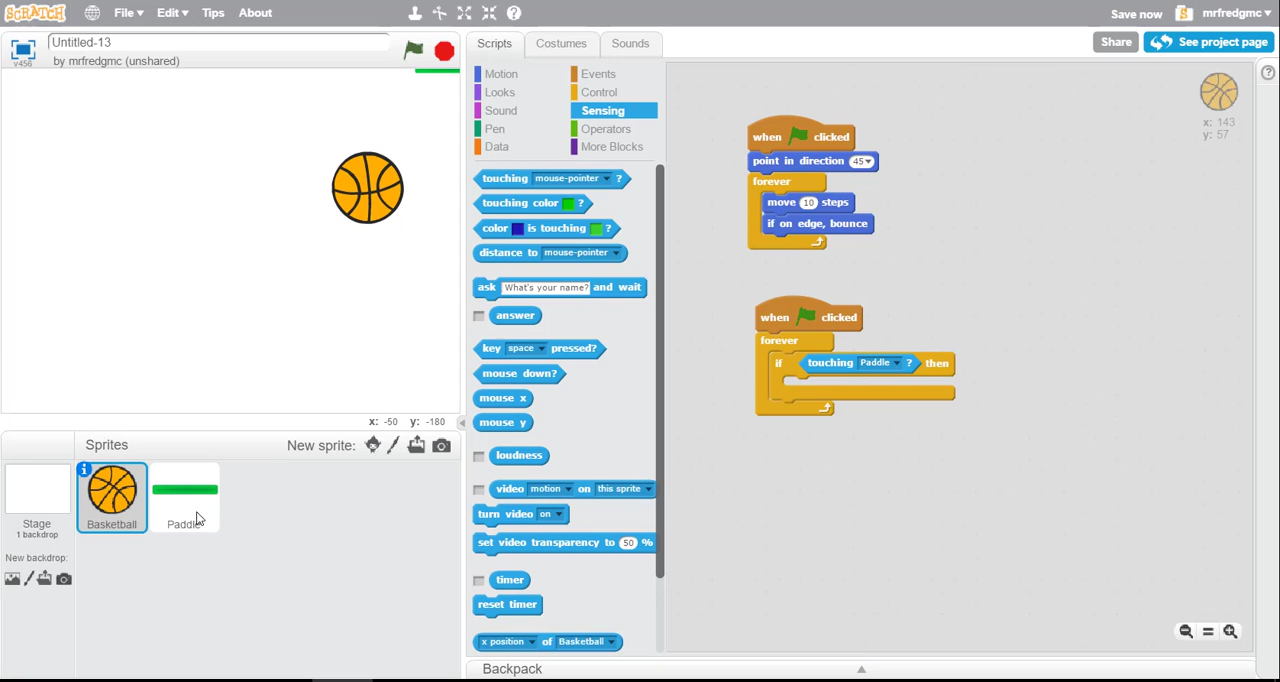 SCRATCH File Edit Tips About Save now mrfredgmc
Untitled-13
v456 by mrfredgmc (unshared)
Scripts Costumes Sounds
Share See project page
Motion Events
Looks Control
Sound Sensing
Pen Operators
Data More Blocks
touching mouse-pointer ?
touching color ?
color is touching ?
distance to mouse-pointer
ask What's your name? and wait
answer
key space pressed?
mouse down?
mouse x
mouse y
loudness
video motion on this sprite
turn video on
set video transparency to 50 %
timer
reset timer
x position of Basketball
when clicked
point in direction 45
forever
move 10 steps
if on edge, bounce
when clicked
forever
if touching Paddle ? then
x: 143
y: 57
x: -50 y: -180
Sprites New sprite:
Stage
1 backdrop
New backdrop:
Basketball
Paddle
Backpack